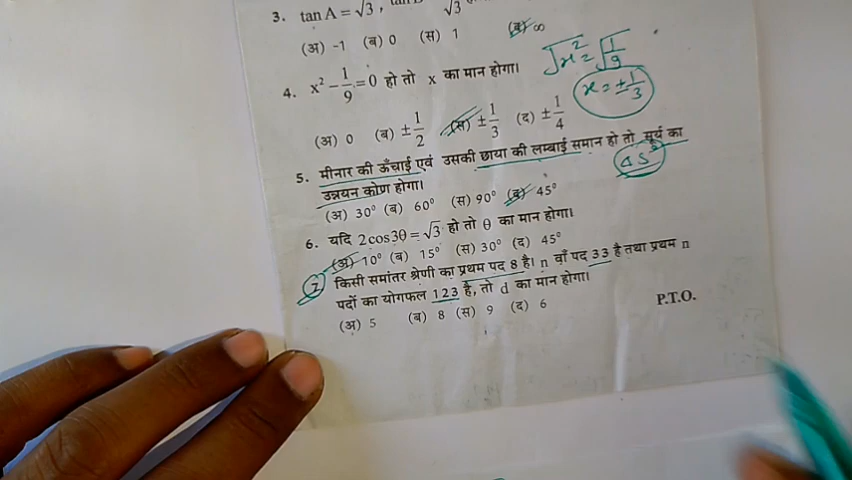 3. tan A = √3, tan B √3
(अ) -1 (ब) 0 (स) 1 (द) ∞
4. x² - 1/9 = 0 हो तो x का मान होगा।
√x² = √1/9
x = ± 1/3
(अ) 0 (ब) ± 1/2 (स) ± 1/3 (द) ± 1/4
5. मीनार की ऊँचाई एवं उसकी छाया की लम्बाई समान हो तो सूर्य का
उन्नयन कोण होगा।
45°
(अ) 30° (ब) 60° (स) 90° (द) 45°
6. यदि 2cos3θ = √3 हो तो θ का मान होगा।
(अ) 10° (ब) 15° (स) 30° (द) 45°
7 किसी समांतर श्रेणी का प्रथम पद 8 है। n वाँ पद 33 है तथा प्रथम n
पदों का योगफल 123 है, तो d का मान होगा।
(अ) 5 (ब) 8 (स) 9 (द) 6
P.T.O.